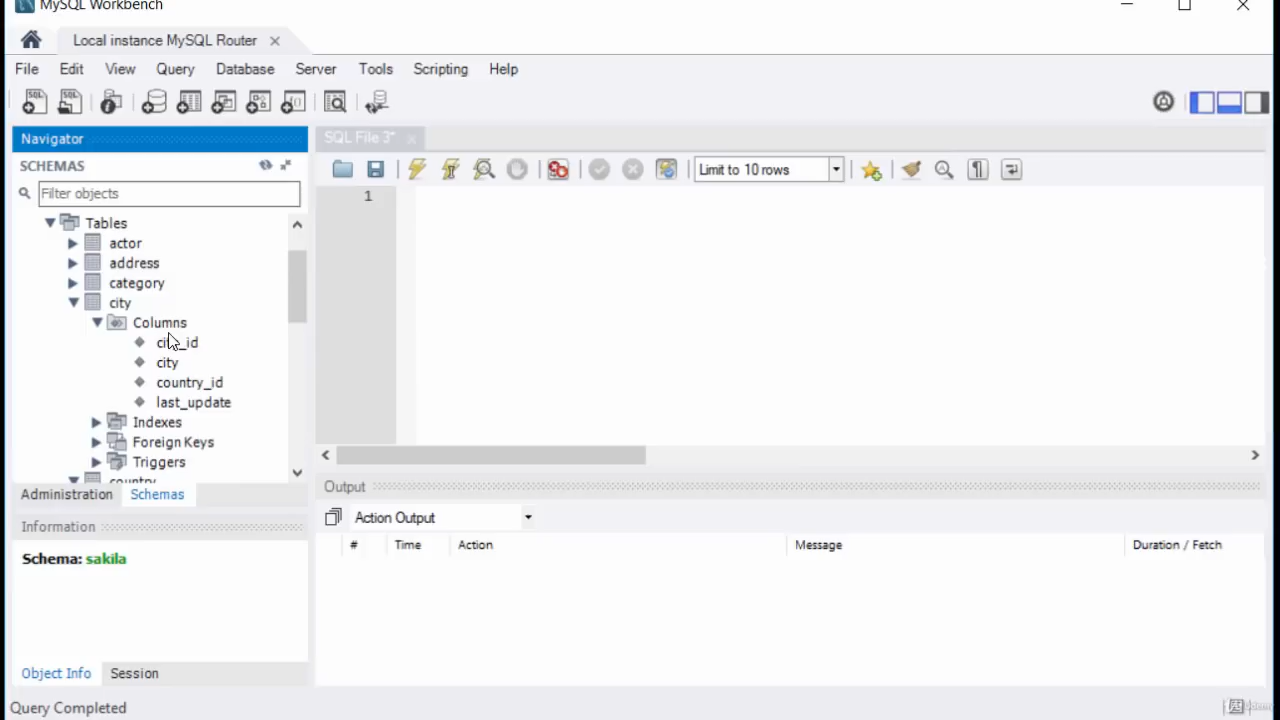 MySQL Workbench
Local instance MySQL Router
File Edit View Query Database Server Tools Scripting Help
Navigator
SQL File 3*
SCHEMAS
Limit to 10 rows
Filter objects
1
Tables
actor
address
category
city
Columns
city_id
city
country_id
last_update
Indexes
Foreign Keys
Triggers
country
Administration Schemas
Output
Action Output
Information
# Time Action Message Duration / Fetch
Schema: sakila
Object Info Session
Query Completed